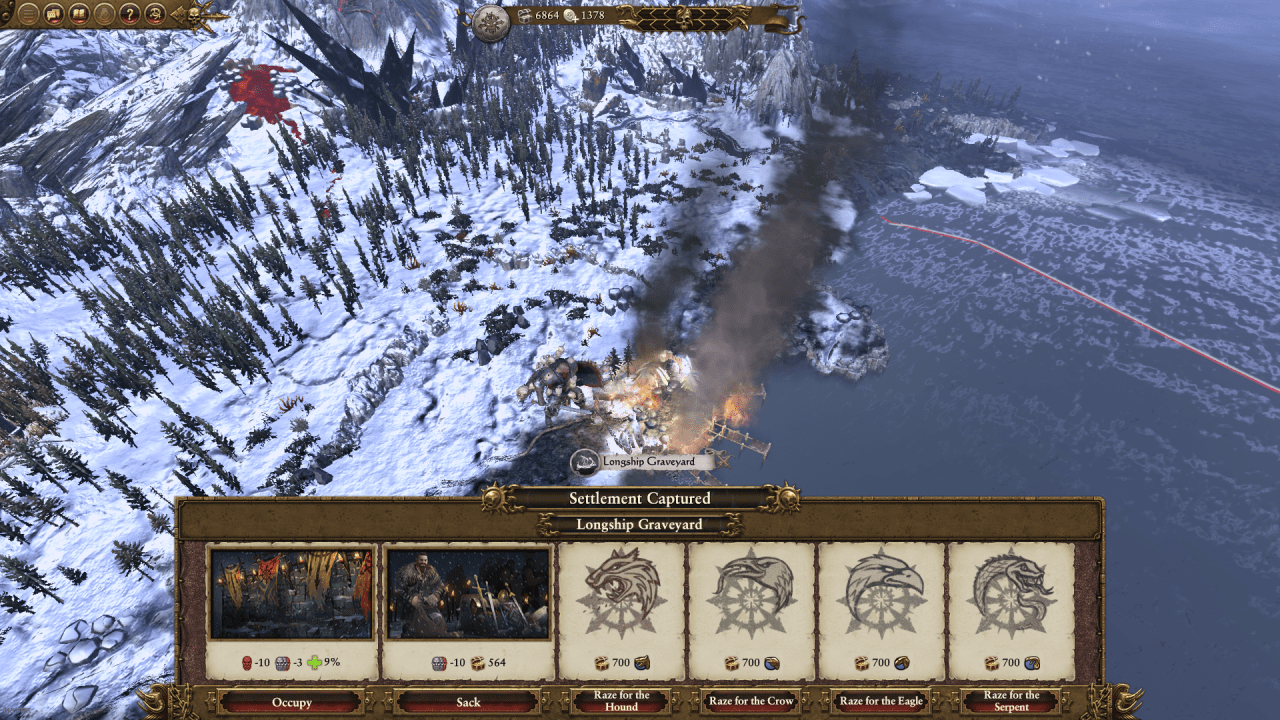 ?
6864 1378
Longship Graveyard
Settlement Captured
Longship Graveyard
-10 -3 9%
-10 564
700
700
700
700
Occupy
Sack
Raze for the
Hound
Raze for the Crow
Raze for the Eagle
Raze for the
Serpent